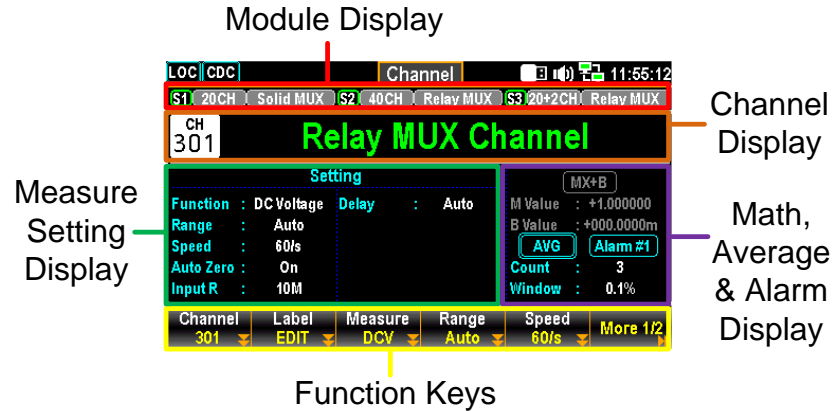 Module Display
LOC CDC Channel 11:55:12
S1 20CH Solid MUX S2 40CH Relay MUX S3 20+2CH Relay MUX
CH
301
Relay MUX Channel
Channel
Display
Measure
Setting
Display
Setting
Function : DC Voltage Delay : Auto
Range : Auto
Speed : 60/s
Auto Zero : On
Input R : 10M
MX+B
M Value : +1.000000
B Value : +000.0000m
AVG Alarm #1
Count : 3
Window : 0.1%
Math,
Average
& Alarm
Display
Channel Label Measure Range Speed More 1/2
301 EDIT DCV Auto 60/s
Function Keys